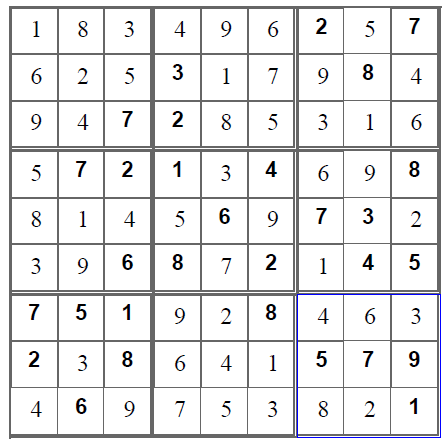 1 8 3 4 9 6 2 5 7
6 2 5 3 1 7 9 8 4
9 4 7 2 8 5 3 1 6
5 7 2 1 3 4 6 9 8
8 1 4 5 6 9 7 3 2
3 9 6 8 7 2 1 4 5
7 5 1 9 2 8 4 6 3
2 3 8 6 4 1 5 7 9
4 6 9 7 5 3 8 2 1